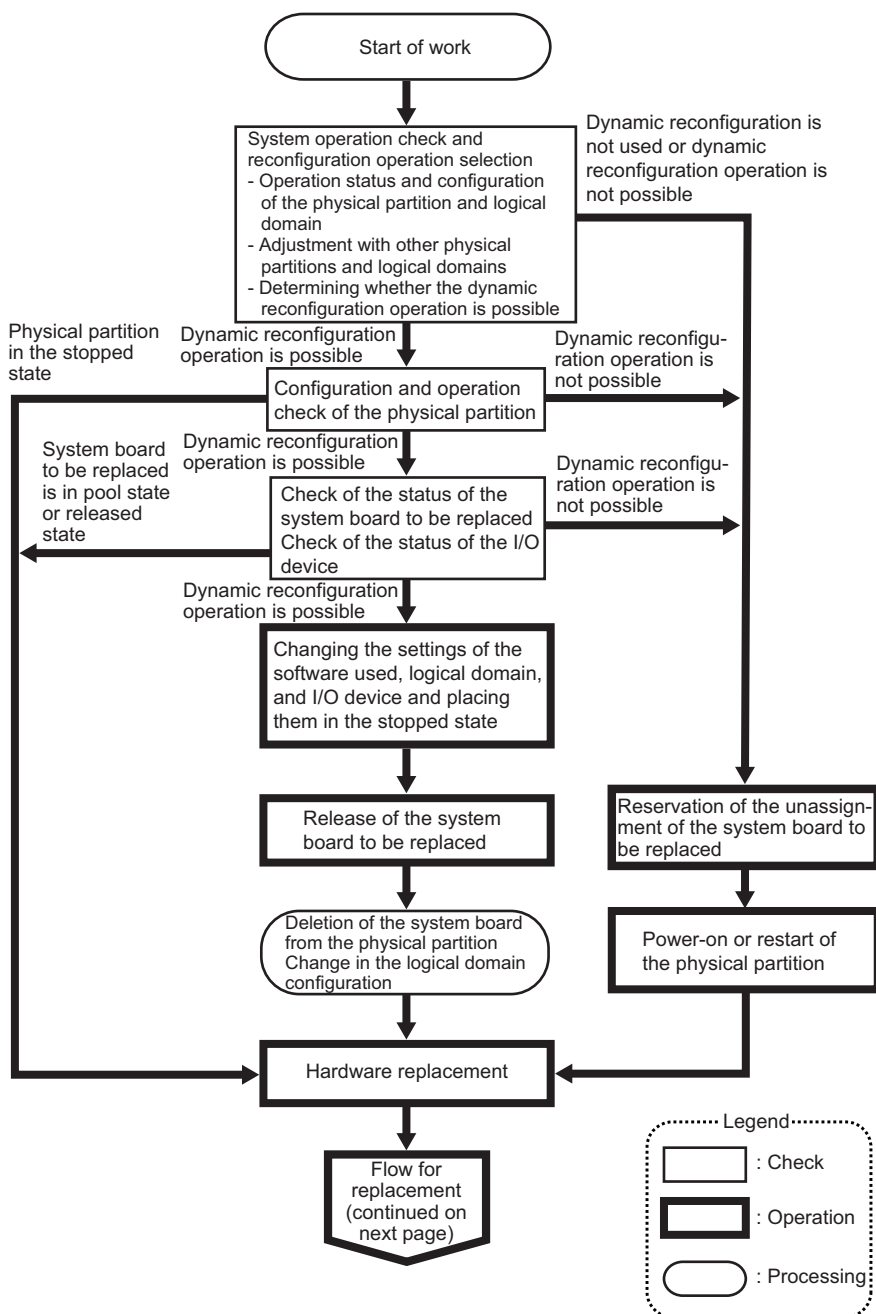 Start of work
System operation check and
reconfiguration operation selection
- Operation status and configuration
of the physical partition and logical
domain
- Adjustment with other physical
partitions and logical domains
- Determining whether the dynamic
reconfiguration operation is possible
Dynamic reconfiguration is
not used or dynamic
reconfiguration operation is
not possible
Physical partition
in the stopped
state
Dynamic reconfiguration
operation is possible
Dynamic reconfigu-
ration operation is
not possible
Configuration and operation
check of the physical partition
System board
to be replaced
is in pool state
or released
state
Dynamic reconfiguration
operation is possible
Dynamic reconfigu-
ration operation is
not possible
Check of the status of the
system board to be replaced
Check of the status of the I/O
device
Dynamic reconfiguration
operation is possible
Changing the settings of the
software used, logical domain,
and I/O device and placing
them in the stopped state
Release of the system
board to be replaced
Reservation of the unassign-
ment of the system board to
be replaced
Deletion of the system board
from the physical partition
Change in the logical domain
configuration
Power-on or restart of
the physical partition
Hardware replacement
Flow for
replacement
(continued on
next page)
Legend
: Check
: Operation
: Processing